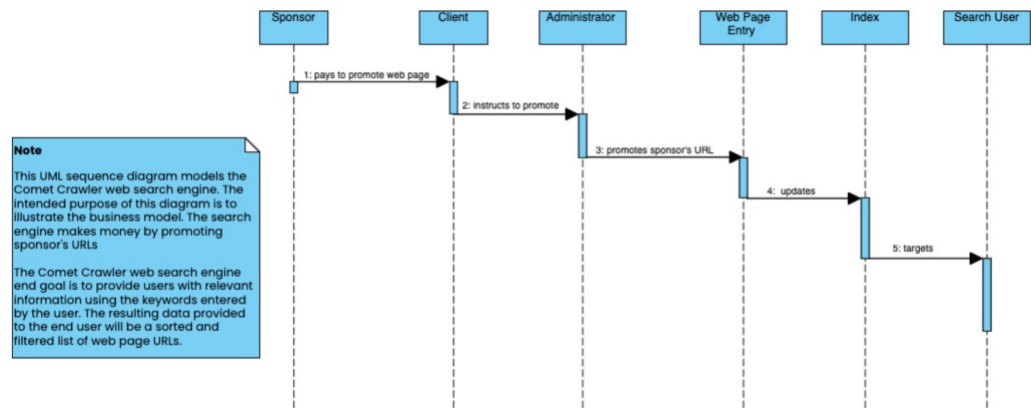 Sponsor
Client
Administrator
Web Page
Entry
Index
Search User
1: pays to promote web page
2: instructs to promote
3: promotes sponsor's URL
4: updates
5: targets
Note
This UML sequence diagram models the
Comet Crawler web search engine. The
intended purpose of this diagram is to
illustrate the business model. The search
engine makes money by promoting
sponsor's URLs
The Comet Crawler web search engine
end goal is to provide users with relevant
information using the keywords entered
by the user. The resulting data provided
to the end user will be a sorted and
filtered list of web page URLs.